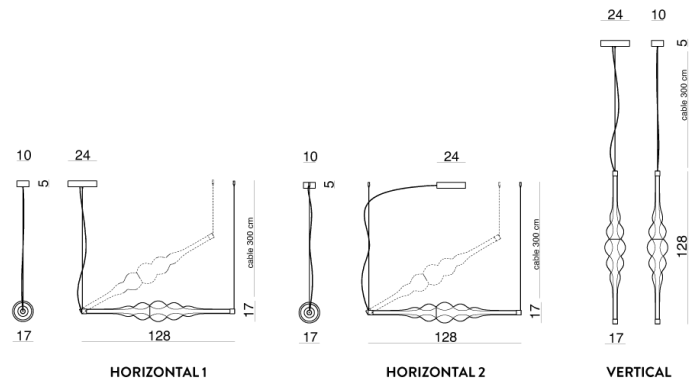 24 10
5
cable 300 cm
128
17
10 24
5
cable 300 cm
17
17 128
HORIZONTAL 1
10 24
5
cable 300 cm
17
17 128
HORIZONTAL 2
VERTICAL